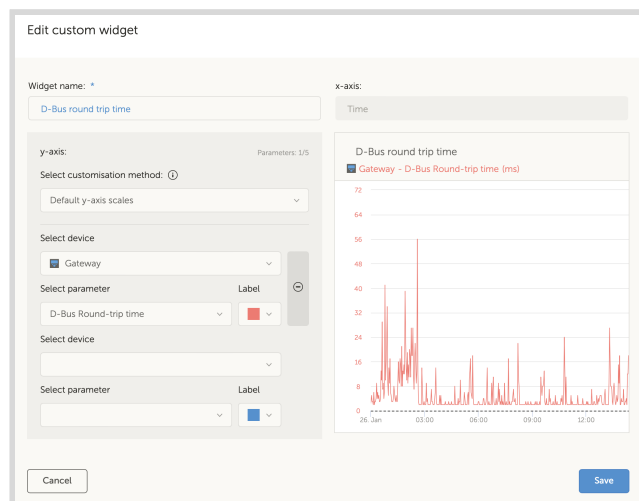 Edit custom widget
Widget name: *
x-axis:
D-Bus round trip time
Time
y-axis:
Parameters: 1/5
Select customisation method:
Default y-axis scales
Select device
Gateway
Select parameter
Label
D-Bus Round-trip time
Select device
Select parameter
Label
D-Bus round trip time
Gateway - D-Bus Round-trip time (ms)
72
64
56
48
40
32
24
16
8
0
26. Jan
03:00
06:00
09:00
12:00
Cancel
Save